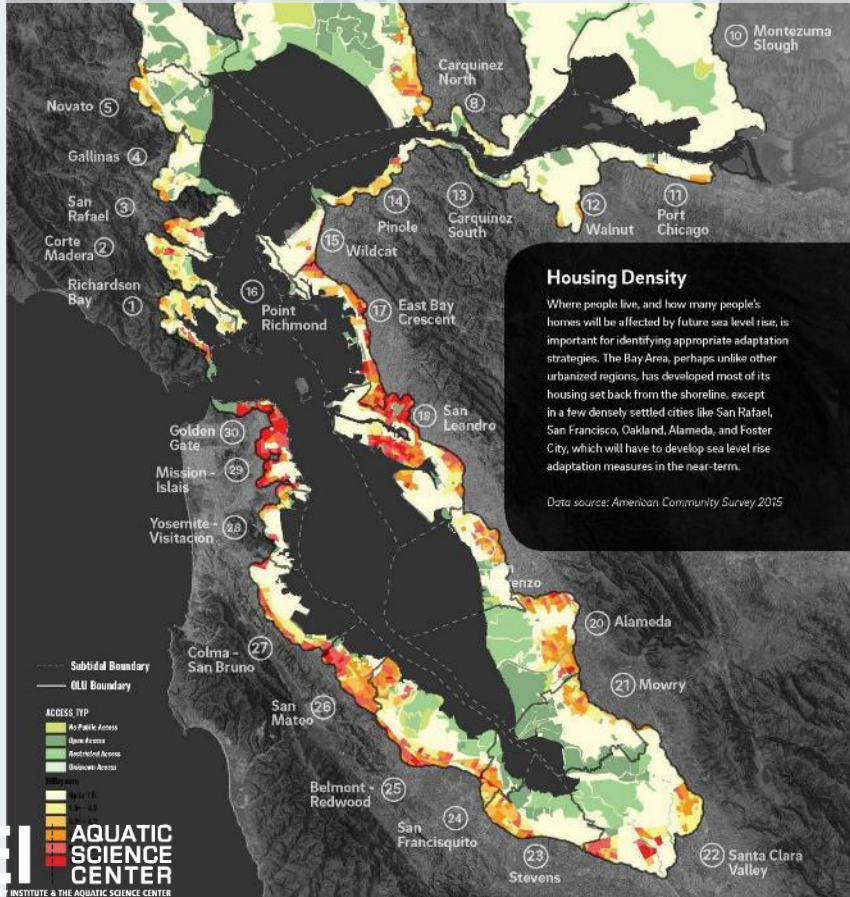 10 Montezuma
Slough
Carquinez
North
8
Novato 5
Gallinas 4
San
Rafael 3
Corte
Madera 2
Richardson
Bay 1
14
Pinole
13
Carquinez
South
12
Walnut
11
Port
Chicago
15 Wildcat
16
Point
Richmond
17 East Bay
Crescent
18 San
Leandro
Housing Density
Where people live, and how many people's
homes will be affected by future sea level rise, is
important for identifying appropriate adaptation
strategies. The Bay Area, perhaps unlike other
urbanized regions, has developed most of its
housing set back from the shoreline, except
in a few densely settled cities like San Rafael,
San Francisco, Oakland, Alameda, and Foster
City, which will have to develop sea level rise
adaptation measures in the near-term.
Data source: American Community Survey 2015
Golden
Gate 30
Mission -
Islais 29
Yosemite -
Visitacion 28
20 Alameda
21 Mowry
Colma -
San Bruno 27
San
Mateo 26
Belmont -
Redwood 25
San
Francisquito 24
23
Stevens
22 Santa Clara
Valley
Subtidal Boundary
OLU Boundary
ACCESS_TYP
No Public Access
Open Access
Restricted Access
Unknown Access
AQUATIC
SCIENCE
CENTER
INSTITUTE & THE AQUATIC SCIENCE CENTER